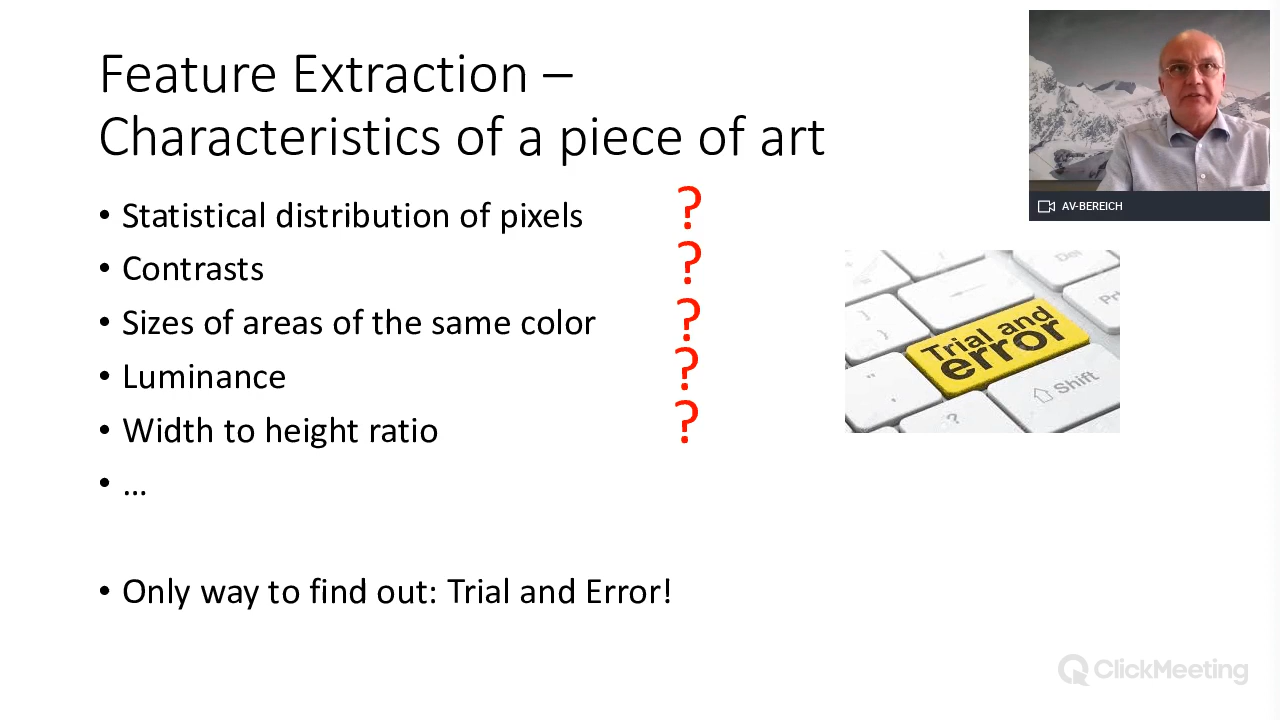 Feature Extraction –
Characteristics of a piece of art
• Statistical distribution of pixels ?
• Contrasts ?
• Sizes of areas of the same color ?
• Luminance ?
• Width to height ratio ?
• …
• Only way to find out: Trial and Error!
AV-BEREICH
Trial and
error
Shift
?
ClickMeeting